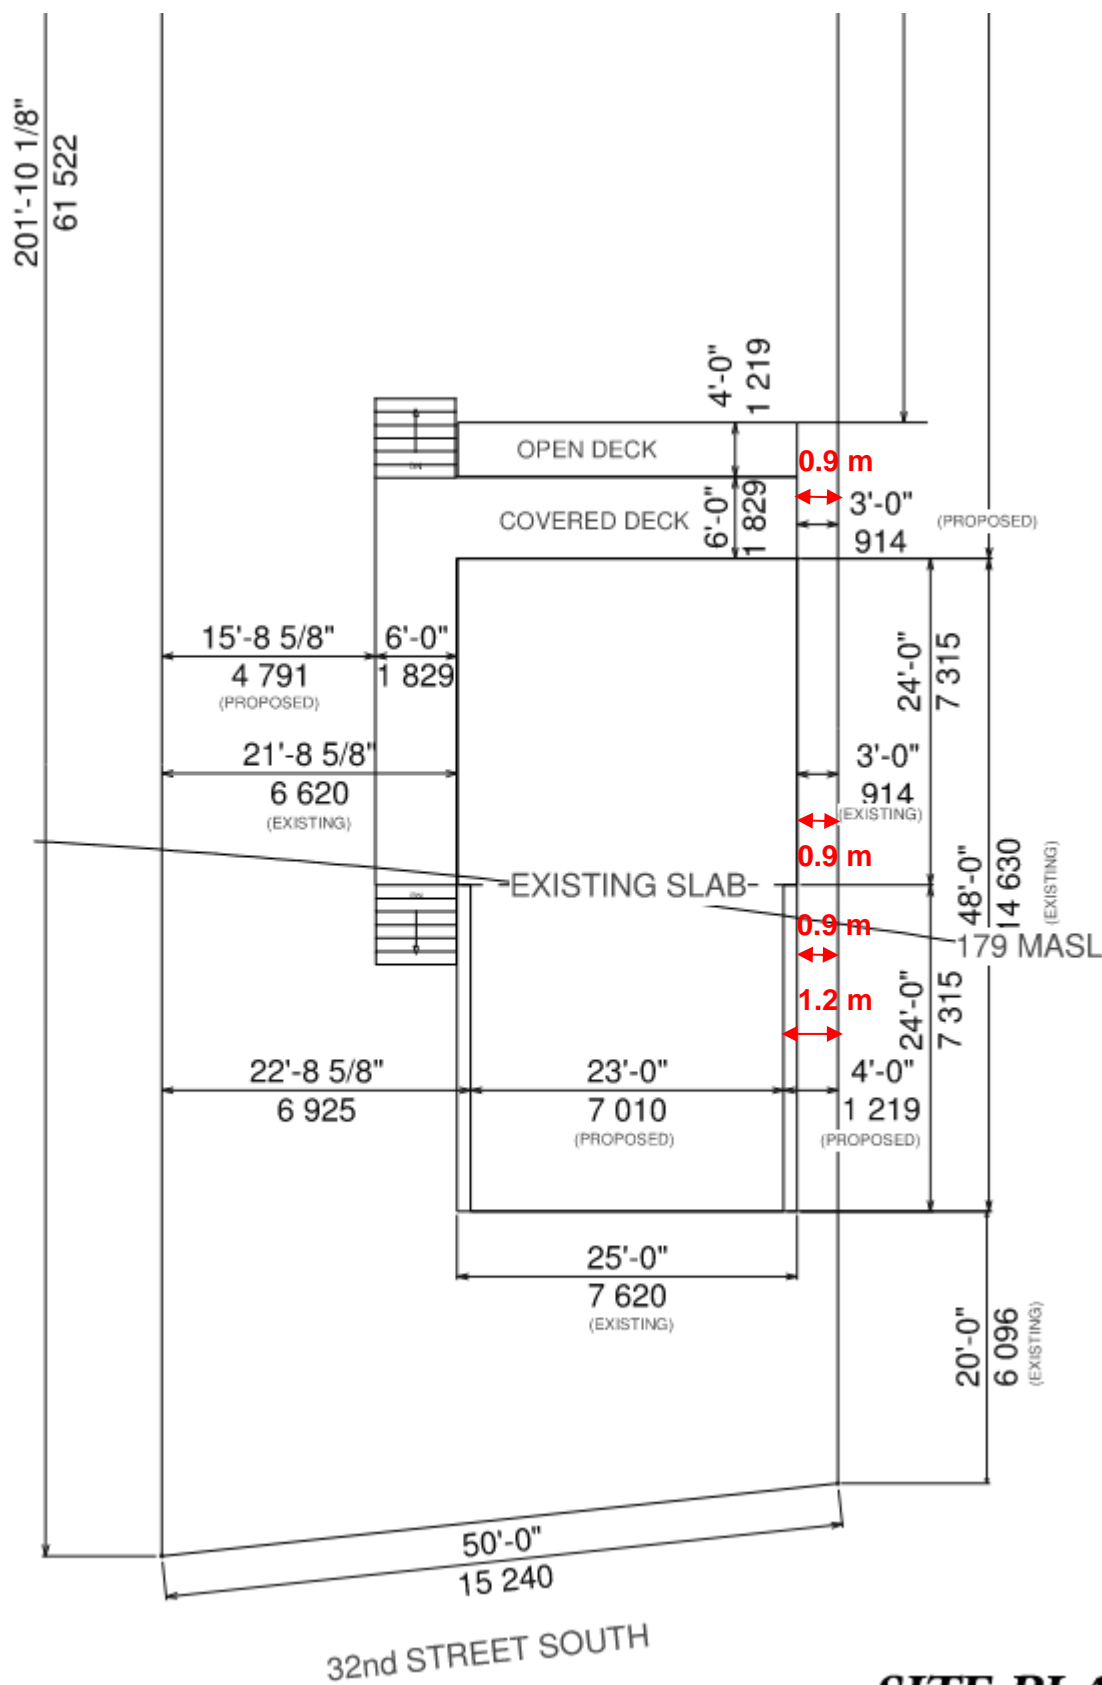 201'-10 1/8"
61 522
4'-0"
1 219
OPEN DECK
0.9 m
COVERED DECK
6'-0"
1 829
3'-0"
914
(PROPOSED)
15'-8 5/8"
4 791
(PROPOSED)
6'-0"
1 829
24'-0"
7 315
21'-8 5/8"
6 620
(EXISTING)
3'-0"
914
(EXISTING)
0.9 m
EXISTING SLAB
48'-0"
14 630
(EXISTING)
0.9 m
179 MASL
1.2 m
24'-0"
7 315
22'-8 5/8"
6 925
23'-0"
7 010
(PROPOSED)
4'-0"
1 219
(PROPOSED)
25'-0"
7 620
(EXISTING)
20'-0"
6 096
(EXISTING)
50'-0"
15 240
32nd STREET SOUTH